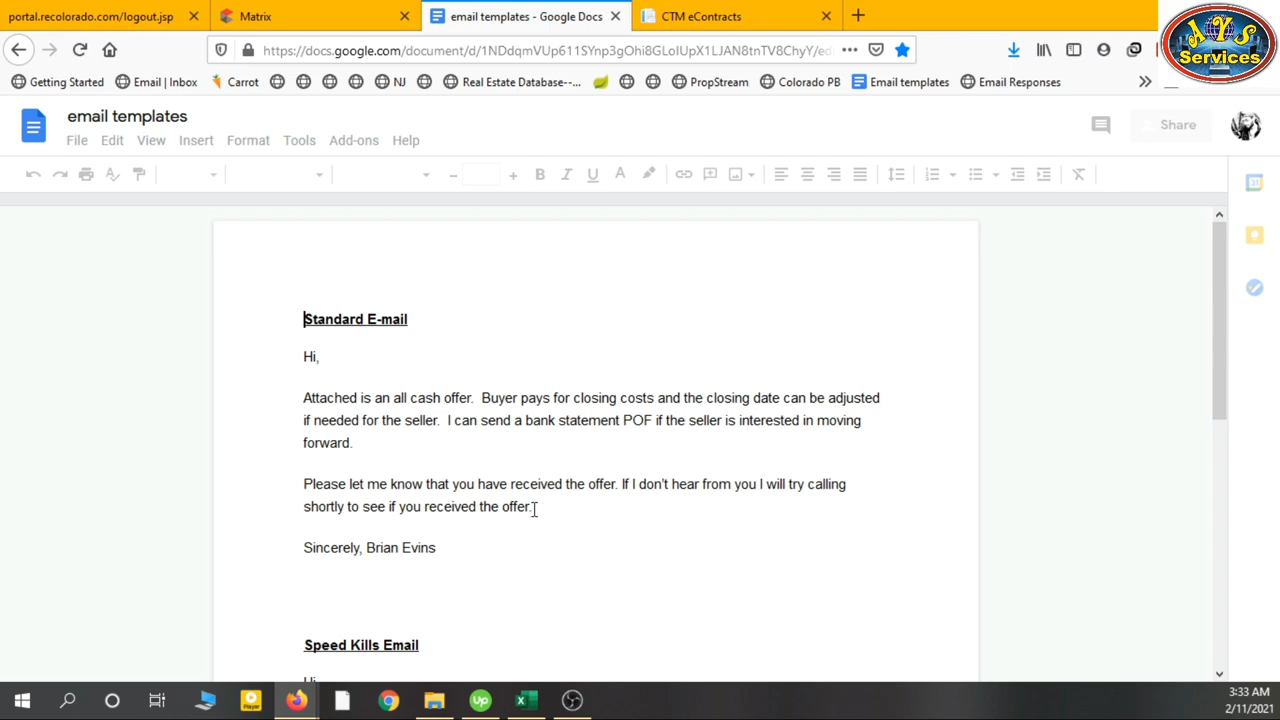 portal.recolorado.com/logout.jsp
Matrix
email templates - Google Docs
CTM eContracts
AYS
Services
https://docs.google.com/document/d/1NDctmVUp611SYnp3gOhi8GLoIUpX1LJAN8tnTV8ChyY/ed
Getting Started
Email | Inbox
Carrot
NJ
Real Estate Database--...
PropStream
Colorado PB
Email templates
Email Responses
email templates
Share
File Edit View Insert Format Tools Add-ons Help
Standard E-mail
Hi,
Attached is an all cash offer. Buyer pays for closing costs and the closing date can be adjusted
if needed for the seller. I can send a bank statement POF if the seller is interested in moving
forward.
Please let me know that you have received the offer. If I don't hear from you I will try calling
shortly to see if you received the offer.
Sincerely, Brian Evins
Speed Kills Email
Hi
3:33 AM
2/11/2021